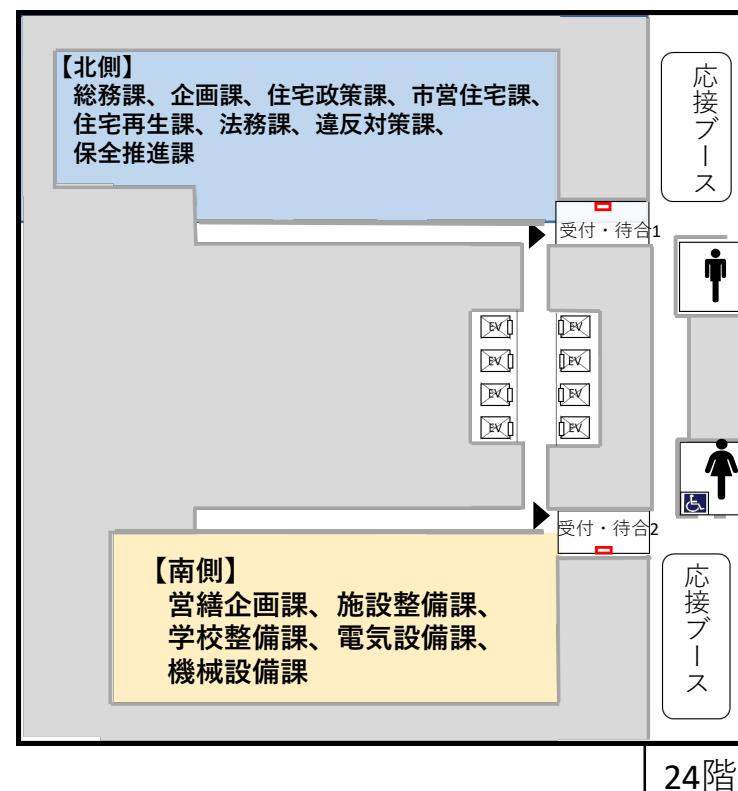 【北側】
総務課、企画課、住宅政策課、市営住宅課、
住宅再生課、法務課、違反対策課、
保全推進課
応接ブース
受付・待合1
EV
EV
EV
EV
EV
EV
EV
EV
受付・待合2
【南側】
営繕企画課、施設整備課、
学校整備課、電気設備課、
機械設備課
応接ブース
24階